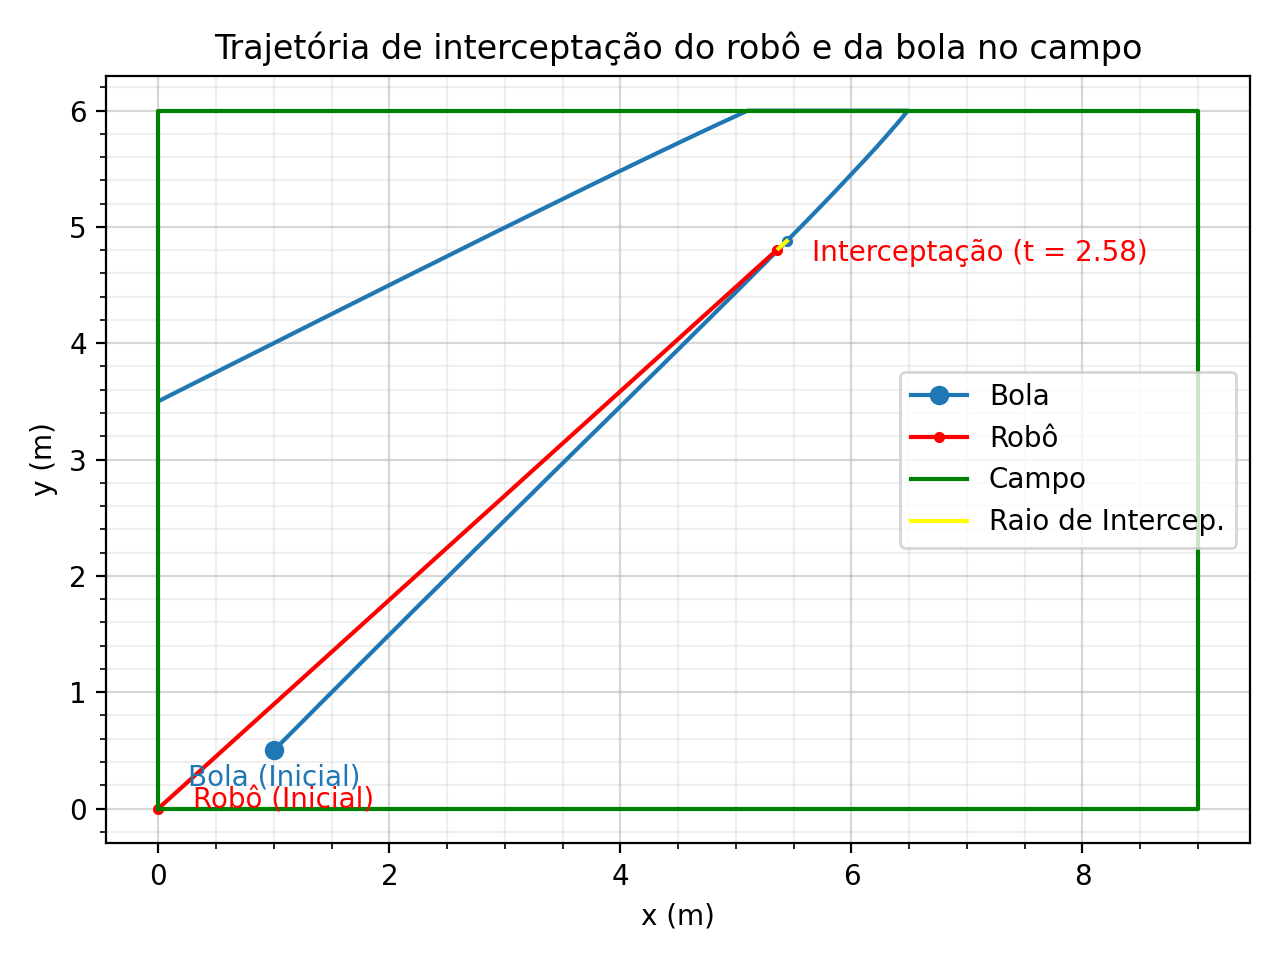 Trajetória de interceptação do robô e da bola no campo
y (m)
6
5
4
3
2
1
0
Interceptação (t = 2.58)
Bola
Robô
Campo
Raio de Intercep.
Bola (Inicial)
Robô (Inicial)
0 2 4 6 8
x (m)